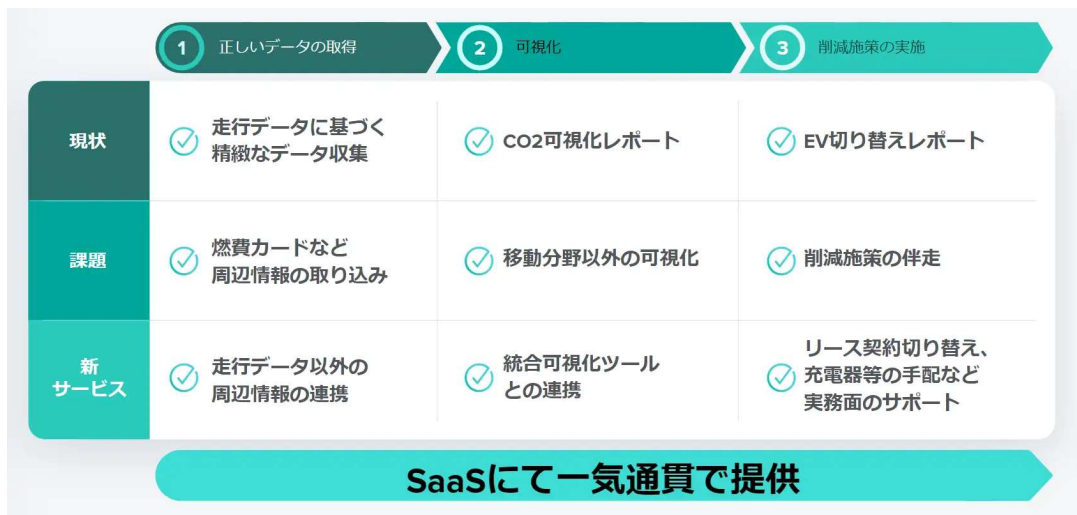 1 正しいデータの取得
2 可視化
3 削減施策の実施
現状
走行データに基づく
精緻なデータ収集
CO2可視化レポート
EV切り替えレポート
課題
燃費カードなど
周辺情報の取り込み
移動分野以外の可視化
削減施策の伴走
新
サービス
走行データ以外の
周辺情報の連携
統合可視化ツール
との連携
リース契約切り替え、
充電器等の手配など
実務面のサポート
SaaSにて一気通貫で提供